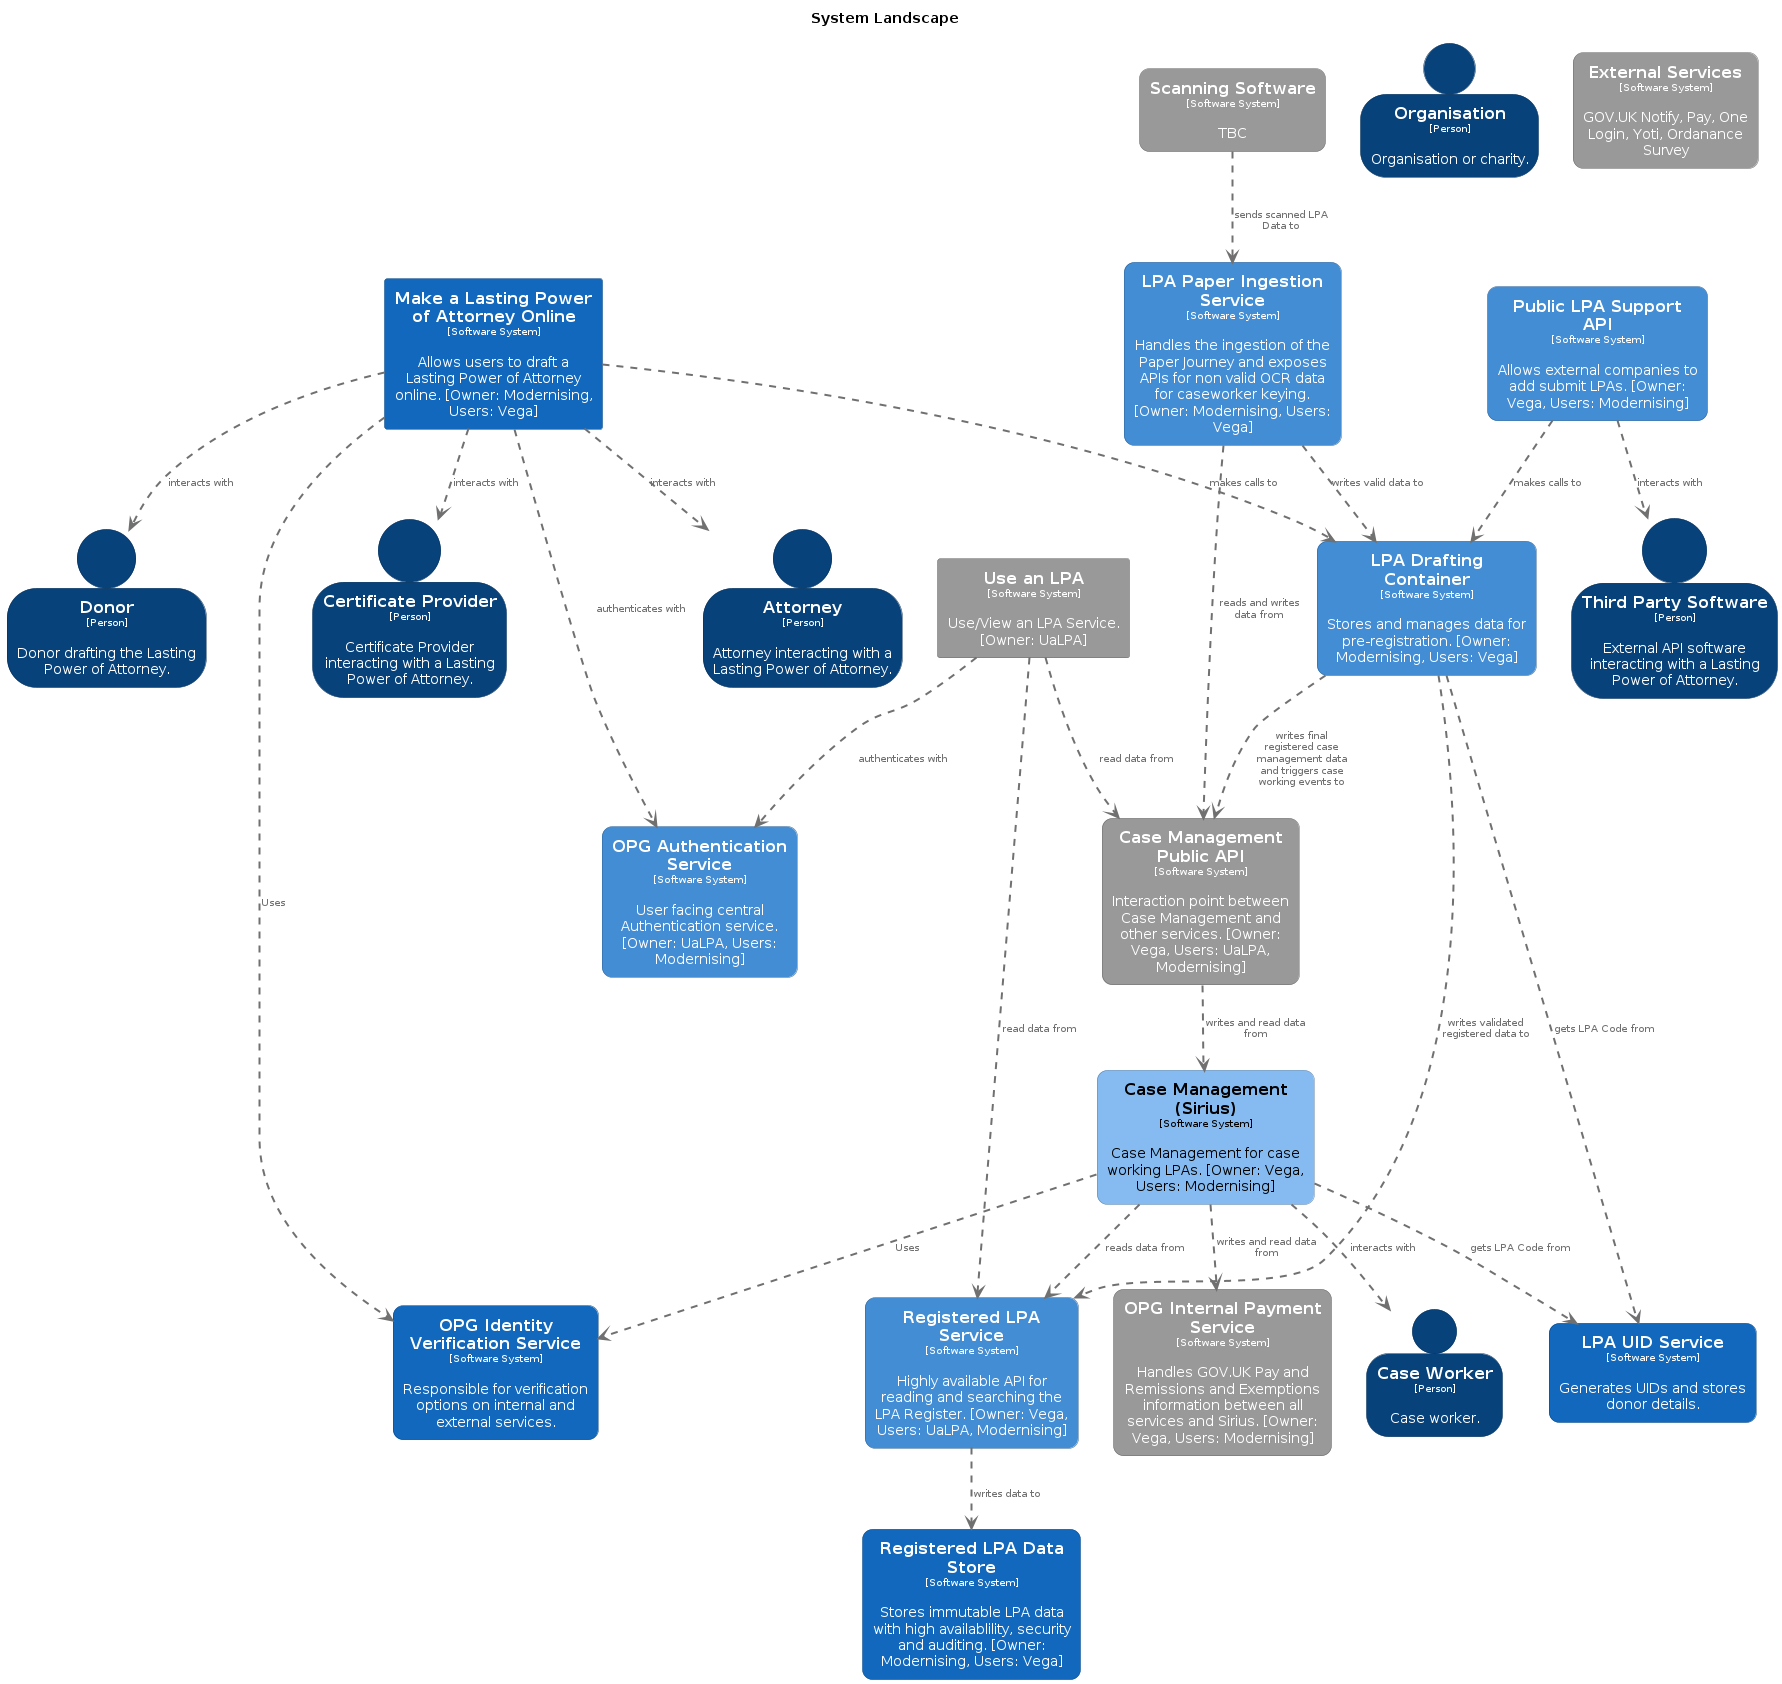 System Landscape
Scanning Software
[Software System]
TBC
Organisation
[Person]
Organisation or charity.
External Services
[Software System]
GOV.UK Notify, Pay, One
Login, Yoti, Ordanance
Survey
sends scanned LPA
Data to
Make a Lasting Power
of Attorney Online
[Software System]
Allows users to draft a
Lasting Power of Attorney
online. [Owner: Modernising,
Users: Vega]
LPA Paper Ingestion
Service
[Software System]
Handles the ingestion of the
Paper Journey and exposes
APIs for non valid OCR data
for caseworker keying.
[Owner: Modernising, Users:
Vega]
Public LPA Support
API
[Software System]
Allows external companies to
add submit LPAs. [Owner:
Vega, Users: Modernising]
interacts with
interacts with
interacts with
makes calls to
writes valid data to
makes calls to
interacts with
Donor
[Person]
Donor drafting the Lasting
Power of Attorney.
Certificate Provider
[Person]
Certificate Provider
interacting with a Lasting
Power of Attorney.
authenticates with
Attorney
[Person]
Attorney interacting with a
Lasting Power of Attorney.
Use an LPA
[Software System]
Use/View an LPA Service.
[Owner: UaLPA]
reads and writes
data from
LPA Drafting
Container
[Software System]
Stores and manages data for
pre-registration. [Owner:
Modernising, Users: Vega]
Third Party Software
[Person]
External API software
interacting with a Lasting
Power of Attorney.
authenticates with
read data from
writes final
registered case
management data
and triggers case
working events to
OPG Authentication
Service
[Software System]
User facing central
Authentication service.
[Owner: UaLPA, Users:
Modernising]
Case Management
Public API
[Software System]
Interaction point between
Case Management and
other services. [Owner:
Vega, Users: UaLPA,
Modernising]
Uses
read data from
writes and read data
from
writes validated
registered data to
gets LPA Code from
Case Management
(Sirius)
[Software System]
Case Management for case
working LPAs. [Owner: Vega,
Users: Modernising]
Uses
reads data from
writes and read data
from
interacts with
gets LPA Code from
OPG Identity
Verification Service
[Software System]
Responsible for verification
options on internal and
external services.
Registered LPA
Service
[Software System]
Highly available API for
reading and searching the
LPA Register. [Owner: Vega,
Users: UaLPA, Modernising]
OPG Internal Payment
Service
[Software System]
Handles GOV.UK Pay and
Remissions and Exemptions
information between all
services and Sirius. [Owner:
Vega, Users: Modernising]
Case Worker
[Person]
Case worker.
LPA UID Service
[Software System]
Generates UIDs and stores
donor details.
writes data to
Registered LPA Data
Store
[Software System]
Stores immutable LPA data
with high availablility, security
and auditing. [Owner:
Modernising, Users: Vega]